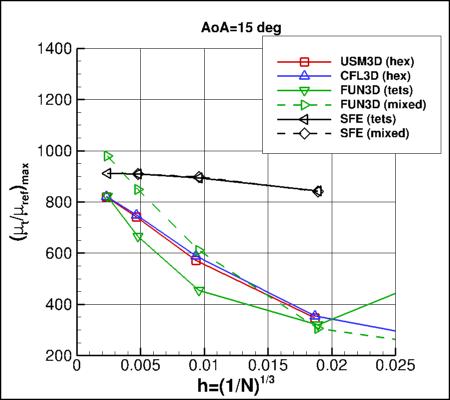 AoA=15 deg
1400
1200
1000
800
600
400
200
(μt/μref)max
USM3D (hex)
CFL3D (hex)
FUN3D (tets)
FUN3D (mixed)
SFE (tets)
SFE (mixed)
0 0.005 0.01 0.015 0.02 0.025
h=(1/N)^1/3